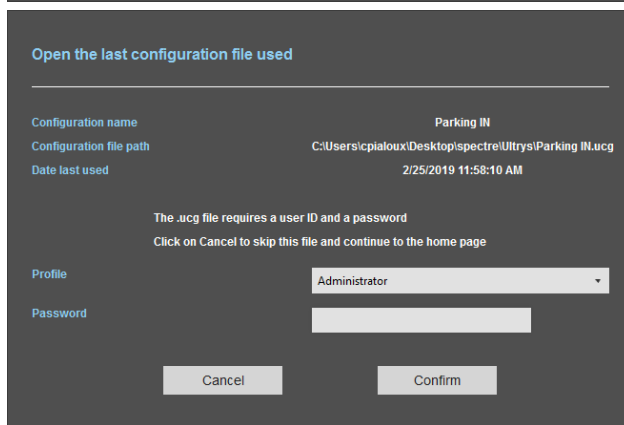 Open the last configuration file used
Configuration name Parking IN
Configuration file path C:\Users\cpialoux\Desktop\spectre\Ultrys\Parking IN.ucg
Date last used 2/25/2019 11:58:10 AM
The .ucg file requires a user ID and a password
Click on Cancel to skip this file and continue to the home page
Profile Administrator
Password
Cancel Confirm